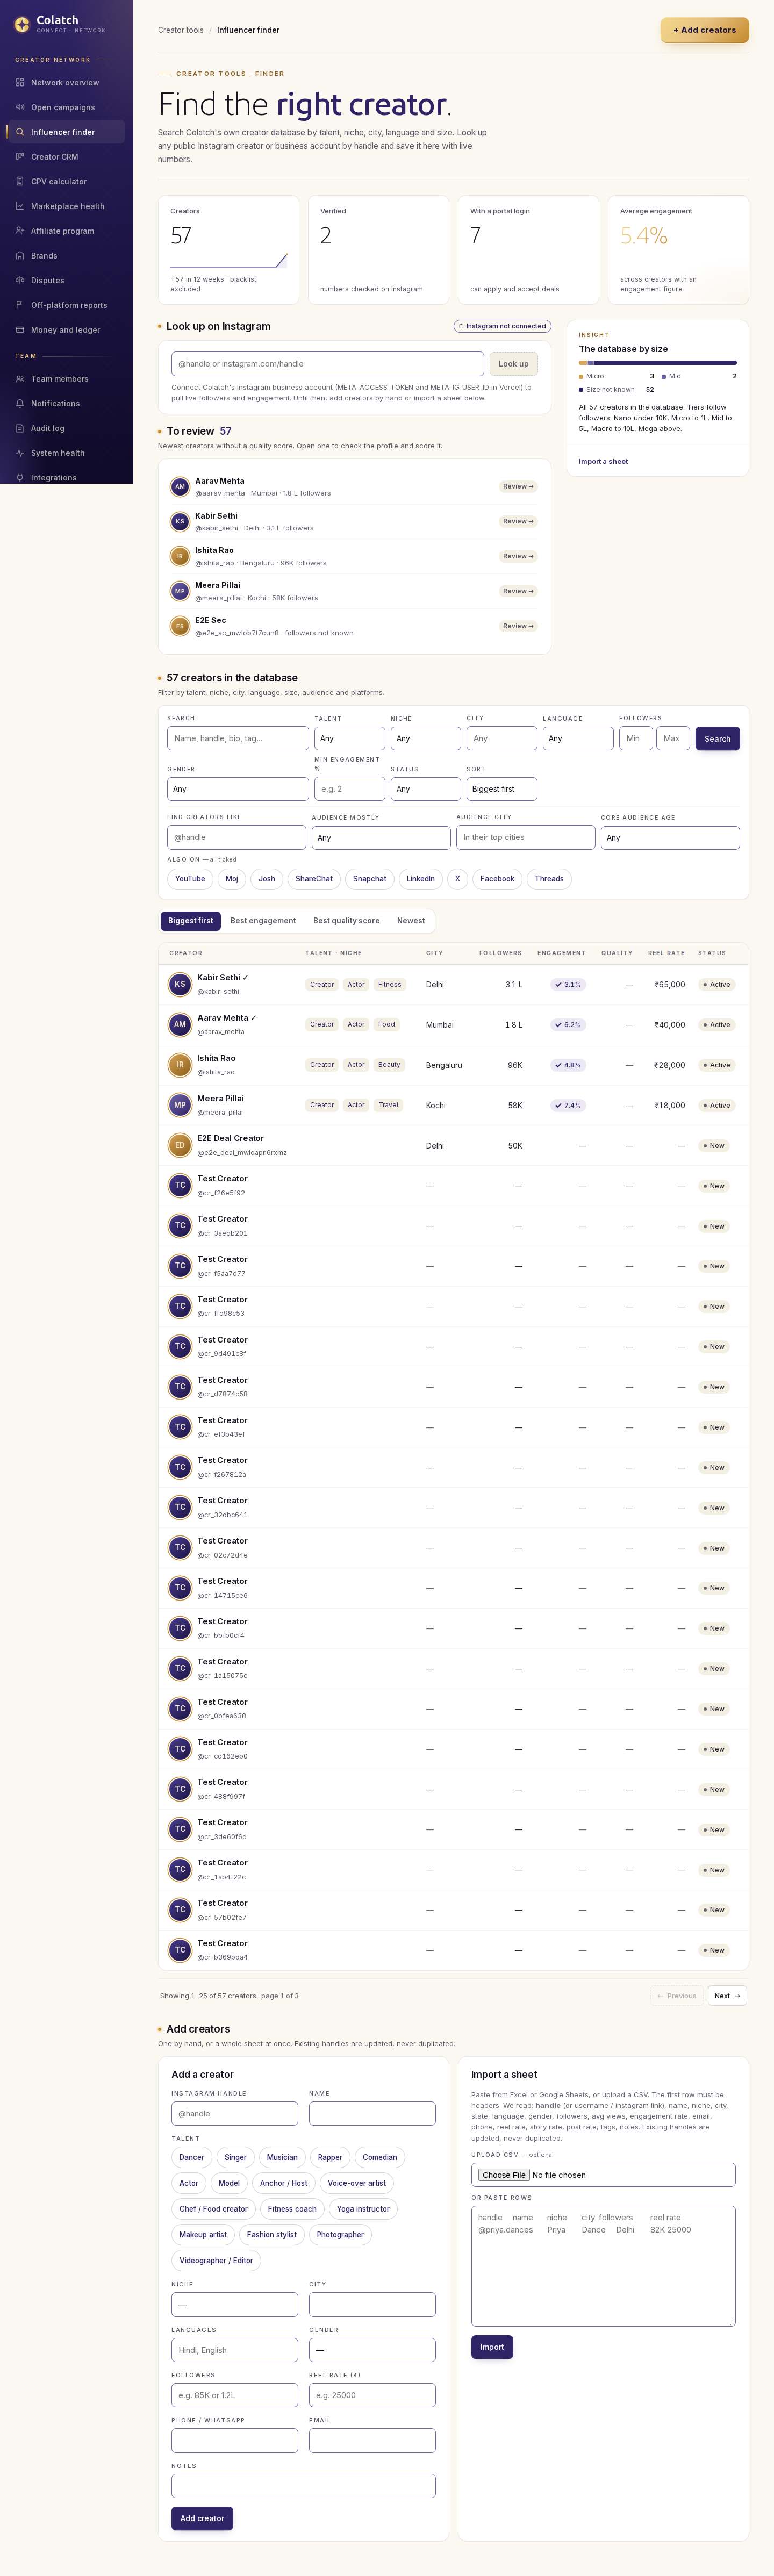 Colatch
CONNECT · NETWORK
CREATOR NETWORK
Network overview
Open campaigns
Influencer finder
Creator CRM
CPV calculator
Marketplace health
Affiliate program
Brands
Disputes
Off-platform reports
Money and ledger
TEAM
Team members
Notifications
Audit log
System health
Integrations
Creator tools / Influencer finder
+ Add creators
CREATOR TOOLS · FINDER
Find the right creator.
Search Colatch's own creator database by talent, niche, city, language and size. Look up
any public Instagram creator or business account by handle and save it here with live
numbers.
Creators
57
+57 in 12 weeks · blacklist
excluded
Verified
2
numbers checked on Instagram
With a portal login
7
can apply and accept deals
Average engagement
5.4%
across creators with an
engagement figure
Look up on Instagram
Instagram not connected
@handle or instagram.com/handle
Look up
Connect Colatch's Instagram business account (META_ACCESS_TOKEN and META_IG_USER_ID in Vercel) to
pull live followers and engagement. Until then, add creators by hand or import a sheet below.
INSIGHT
The database by size
Micro 3 Mid 2
Size not known 52
All 57 creators in the database. Tiers follow
followers: Nano under 10K, Micro to 1L, Mid to
5L, Macro to 10L, Mega above.
Import a sheet
To review 57
Newest creators without a quality score. Open one to check the profile and score it.
AM Aarav Mehta
@aarav_mehta · Mumbai · 1.8 L followers
Review →
KS Kabir Sethi
@kabir_sethi · Delhi · 3.1 L followers
Review →
Ishita Rao
@ishita_rao · Bengaluru · 96K followers
Review →
MP Meera Pillai
@meera_pillai · Kochi · 58K followers
Review →
ES E2E Sec
@e2e_sc_mwlob7t7cun8 · followers not known
Review →
57 creators in the database
Filter by talent, niche, city, language, size, audience and platforms.
SEARCH TALENT NICHE CITY LANGUAGE FOLLOWERS
Name, handle, bio, tag... Any Any Any Any Min Max Search
GENDER MIN ENGAGEMENT % STATUS SORT
Any e.g. 2 Any Biggest first
FIND CREATORS LIKE AUDIENCE MOSTLY AUDIENCE CITY CORE AUDIENCE AGE
@handle Any In their top cities Any
ALSO ON — all ticked
YouTube Moj Josh ShareChat Snapchat LinkedIn X Facebook Threads
Biggest first Best engagement Best quality score Newest
CREATOR TALENT · NICHE CITY FOLLOWERS ENGAGEMENT QUALITY REEL RATE STATUS
KS Kabir Sethi ✓ Creator Actor Fitness Delhi 3.1 L ✓ 3.1% — ₹65,000 Active
@kabir_sethi
AM Aarav Mehta ✓ Creator Actor Food Mumbai 1.8 L ✓ 6.2% — ₹40,000 Active
@aarav_mehta
IR Ishita Rao Creator Actor Beauty Bengaluru 96K ✓ 4.8% — ₹28,000 Active
@ishita_rao
MP Meera Pillai Creator Actor Travel Kochi 58K ✓ 7.4% — ₹18,000 Active
@meera_pillai
ED E2E Deal Creator Delhi 50K — — — New
@e2e_deal_mwloapn6rxmz
TC Test Creator — — — — — New
@cr_f26e5f92
TC Test Creator — — — — — New
@cr_3aedb201
TC Test Creator — — — — — New
@cr_f5aa7d77
TC Test Creator — — — — — New
@cr_ffd98c53
TC Test Creator — — — — — New
@cr_9d491c8f
TC Test Creator — — — — — New
@cr_d7874c58
TC Test Creator — — — — — New
@cr_ef3b43ef
TC Test Creator — — — — — New
@cr_f267812a
TC Test Creator — — — — — New
@cr_32dbc641
TC Test Creator — — — — — New
@cr_02c72d4e
TC Test Creator — — — — — New
@cr_14715ce6
TC Test Creator — — — — — New
@cr_bbfb0cf4
TC Test Creator — — — — — New
@cr_1a15075c
TC Test Creator — — — — — New
@cr_0bfea638
TC Test Creator — — — — — New
@cr_cd162eb0
TC Test Creator — — — — — New
@cr_488f997f
TC Test Creator — — — — — New
@cr_3de60f6d
TC Test Creator — — — — — New
@cr_1ab4f22c
TC Test Creator — — — — — New
@cr_57b02fe7
TC Test Creator — — — — — New
@cr_b369bda4
Showing 1–25 of 57 creators · page 1 of 3
← Previous Next →
Add creators
One by hand, or a whole sheet at once. Existing handles are updated, never duplicated.
Add a creator
INSTAGRAM HANDLE NAME
@handle
TALENT
Dancer Singer Musician Rapper Comedian
Actor Model Anchor / Host Voice-over artist
Chef / Food creator Fitness coach Yoga instructor
Makeup artist Fashion stylist Photographer
Videographer / Editor
NICHE CITY
—
LANGUAGES GENDER
Hindi, English —
FOLLOWERS REEL RATE (₹)
e.g. 85K or 1.2L e.g. 25000
PHONE / WHATSAPP EMAIL
NOTES
Add creator
Import a sheet
Paste from Excel or Google Sheets, or upload a CSV. The first row must be
headers. We read: handle (or username / instagram link), name, niche, city,
state, language, gender, followers, avg views, engagement rate, email,
phone, reel rate, story rate, post rate, tags, notes. Existing handles are
updated, never duplicated.
UPLOAD CSV — optional
Choose File No file chosen
OR PASTE ROWS
handle name niche city followers reel rate
@priya.dances Priya Dance Delhi 82K 25000
Import